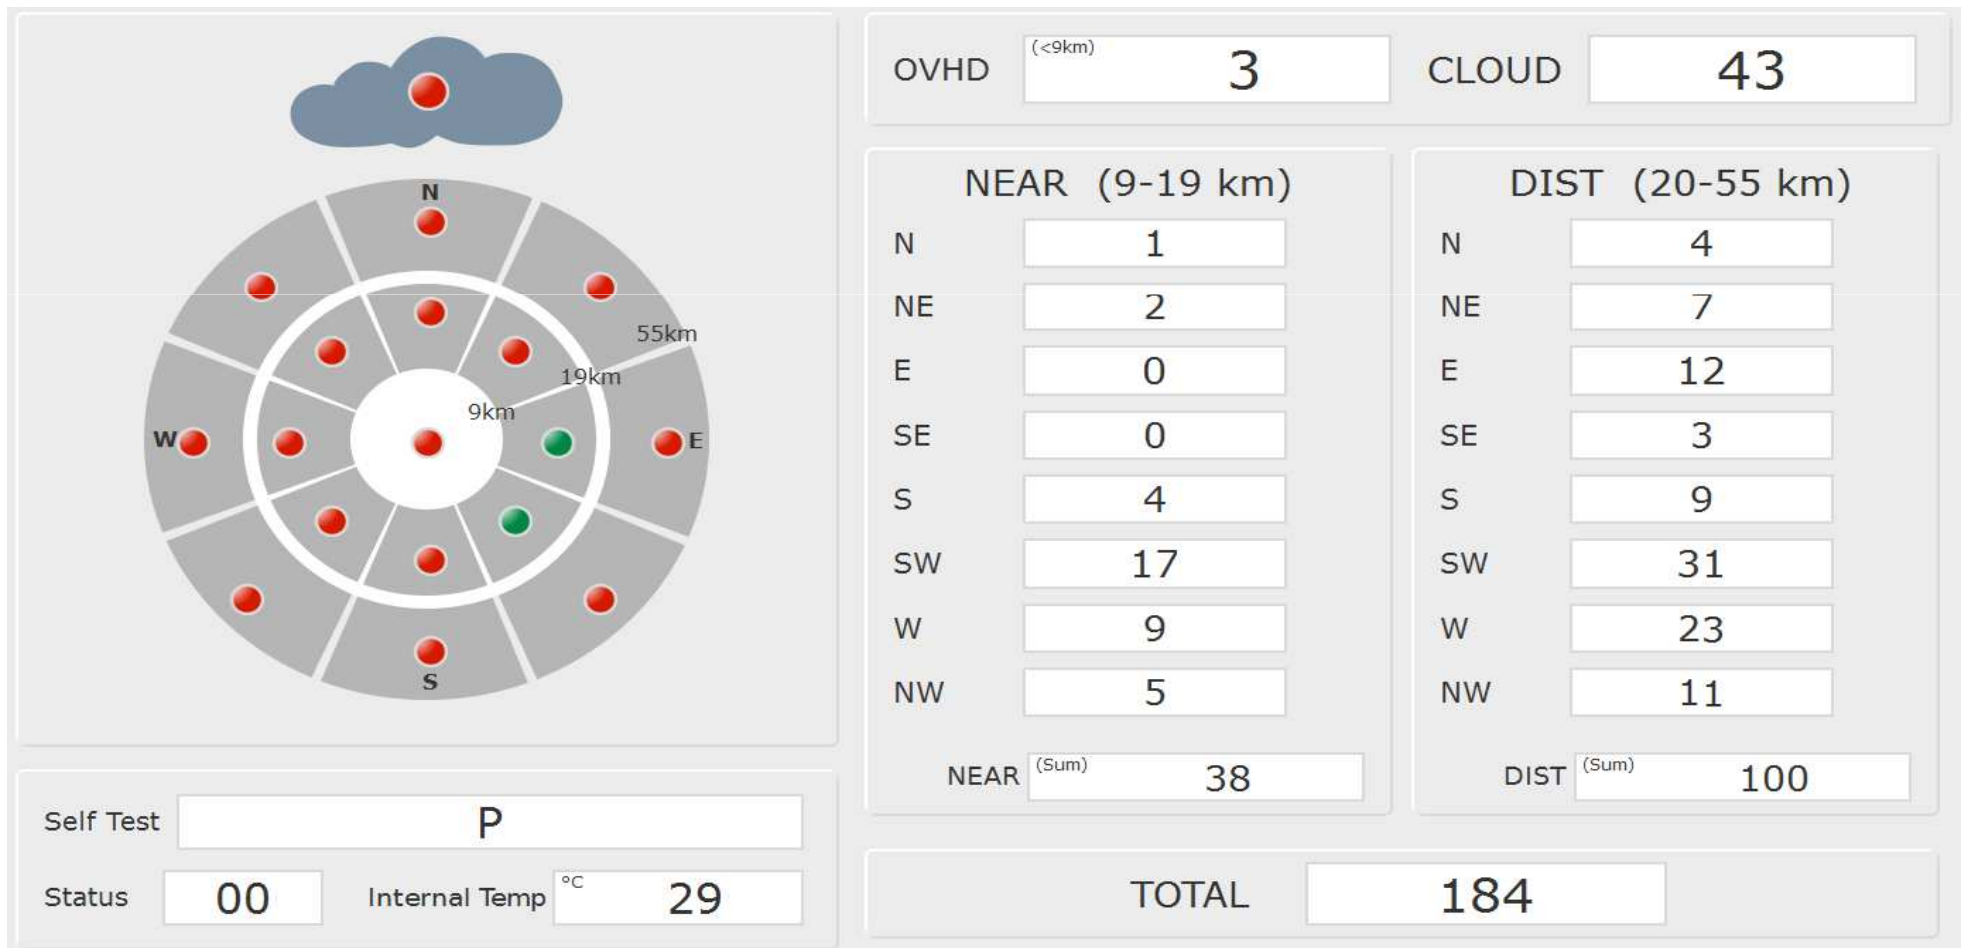 N
55km
19km
9km
W
E
S
Self Test P
Status 00 Internal Temp °C 29
OVHD (<9km) 3 CLOUD 43
NEAR (9-19 km)
N 1
NE 2
E 0
SE 0
S 4
SW 17
W 9
NW 5
NEAR (Sum) 38
DIST (20-55 km)
N 4
NE 7
E 12
SE 3
S 9
SW 31
W 23
NW 11
DIST (Sum) 100
TOTAL 184